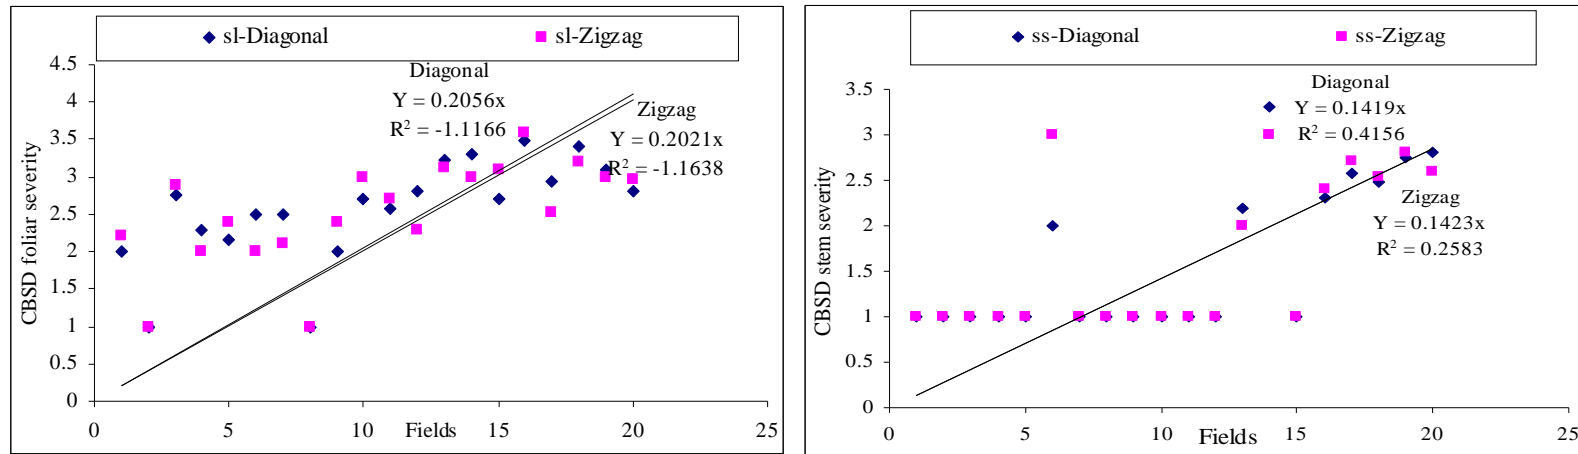 sl-Diagonal
sl-Zigzag
4.5
4
3.5
3
2.5
2
1.5
1
0.5
0
CBSD foliar severity
Diagonal
Y = 0.2056x
R² = -1.1166
Zigzag
Y = 0.2021x
R² = -1.1638
0
5
10
15
20
25
Fields
ss-Diagonal
ss-Zigzag
3.5
3
2.5
2
1.5
1
0.5
0
CBSD stem severity
Diagonal
Y = 0.1419x
R² = 0.4156
Zigzag
Y = 0.1423x
R² = 0.2583
0
5
10
15
20
25
Fields